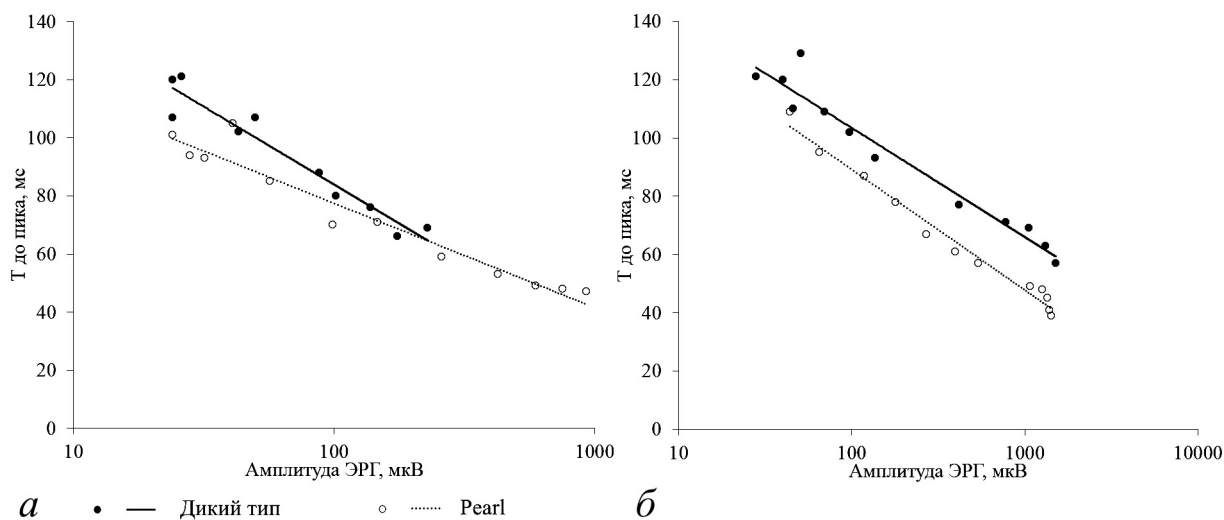 140
120
100
80
60
40
20
0
10
100
1000
Т до пика, мс
Амплитуда ЭРГ, мкВ
140
120
100
80
60
40
20
0
10
100
1000
10000
Т до пика, мс
Амплитуда ЭРГ, мкВ
а
Дикий тип
Pearl
б